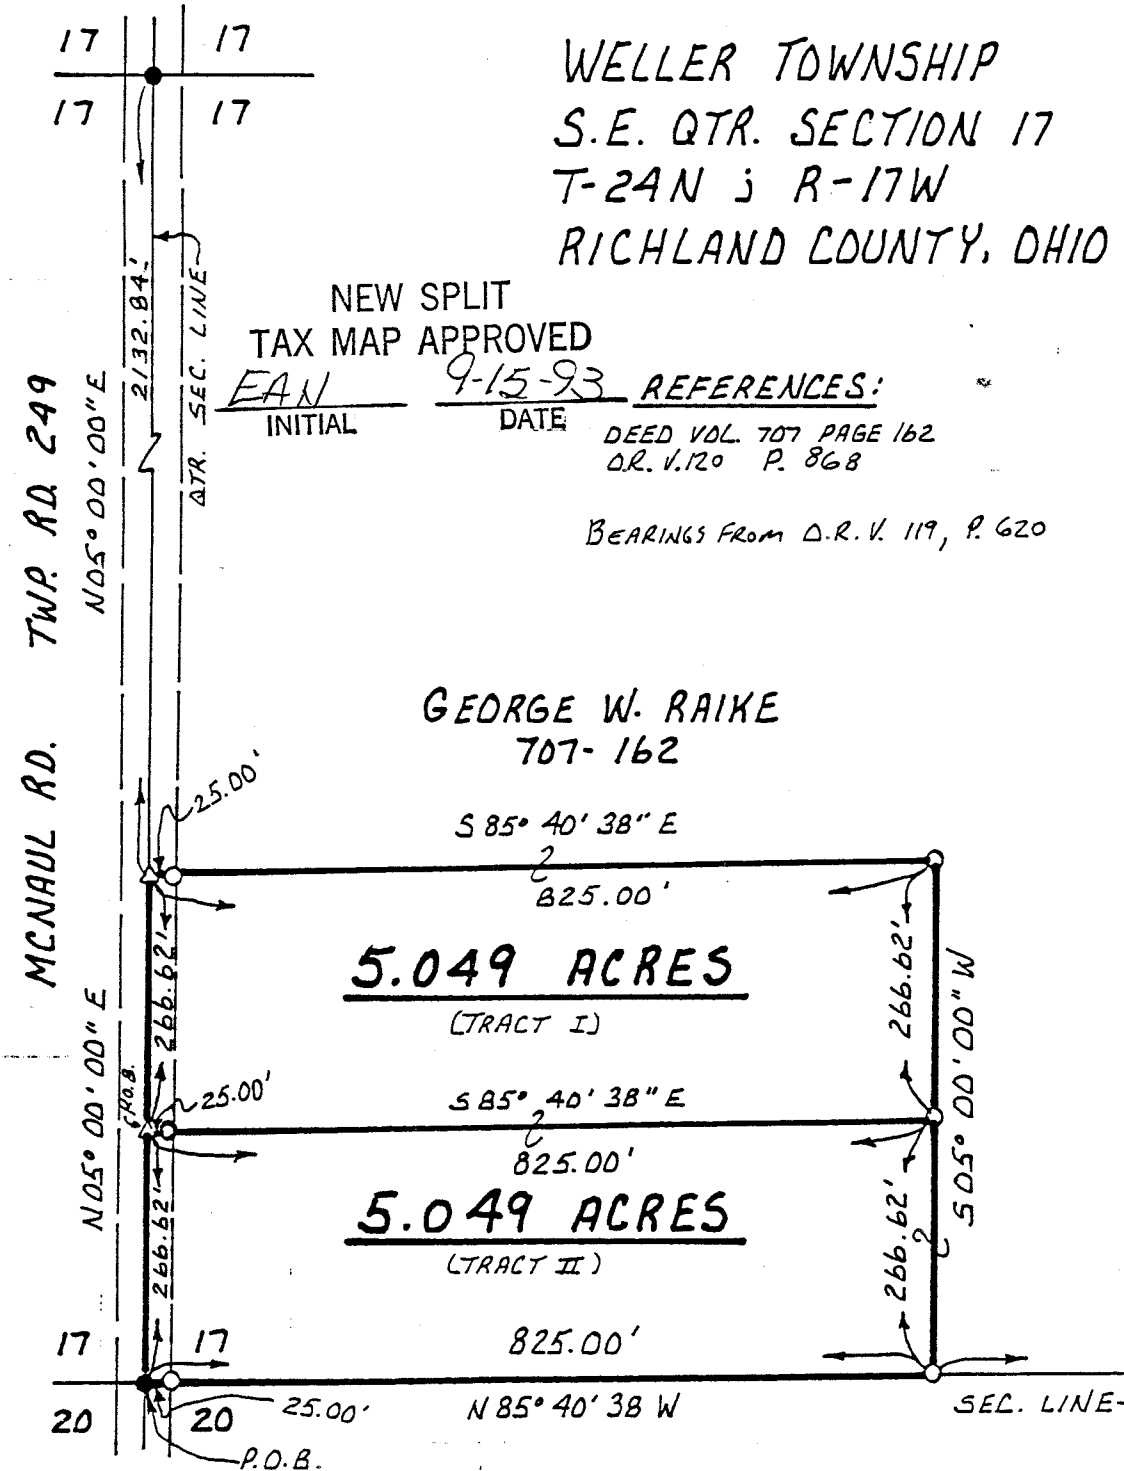 17 17
17 17
WELLER TOWNSHIP
S.E. QTR. SECTION 17
T-24N ; R-17W
RICHLAND COUNTY, OHIO
NEW SPLIT
TAX MAP APPROVED
EAN 9-15-93
INITIAL DATE
REFERENCES:
DEED VOL. 707 PAGE 162
O.R. V.120 P. 868
BEARINGS FROM O.R. V. 119, P. 620
2132.84'
QTR. SEC. LINE
N05° 00' 00" E
MCNAUL RD. TWP. RD. 249
GEORGE W. RAIKE
707-162
25.00'
S 85° 40' 38" E
825.00'
266.62'
5.049 ACRES
(TRACT I)
266.62'
S 05° 00' 00" W
N05° 00' 00" E
P.O.B.
25.00'
S 85° 40' 38" E
825.00'
266.62'
5.049 ACRES
(TRACT II)
266.62'
17 17
825.00'
20 20
25.00'
N 85° 40' 38 W
SEC. LINE-
P.O.B.